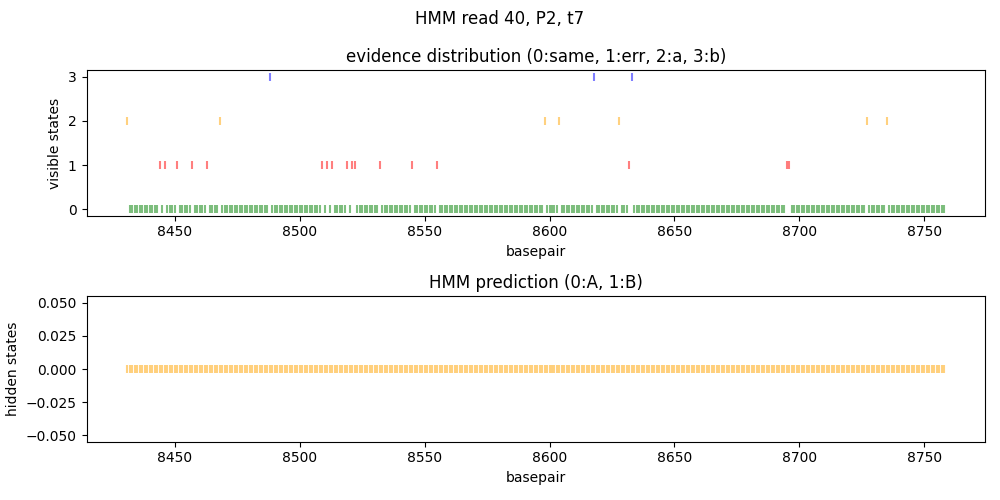 HMM read 40, P2, t7
evidence distribution (0:same, 1:err, 2:a, 3:b)
visible states
3
2
1
0
8450 8500 8550 8600 8650 8700 8750
basepair
HMM prediction (0:A, 1:B)
hidden states
0.050
0.025
0.000
−0.025
−0.050
8450 8500 8550 8600 8650 8700 8750
basepair